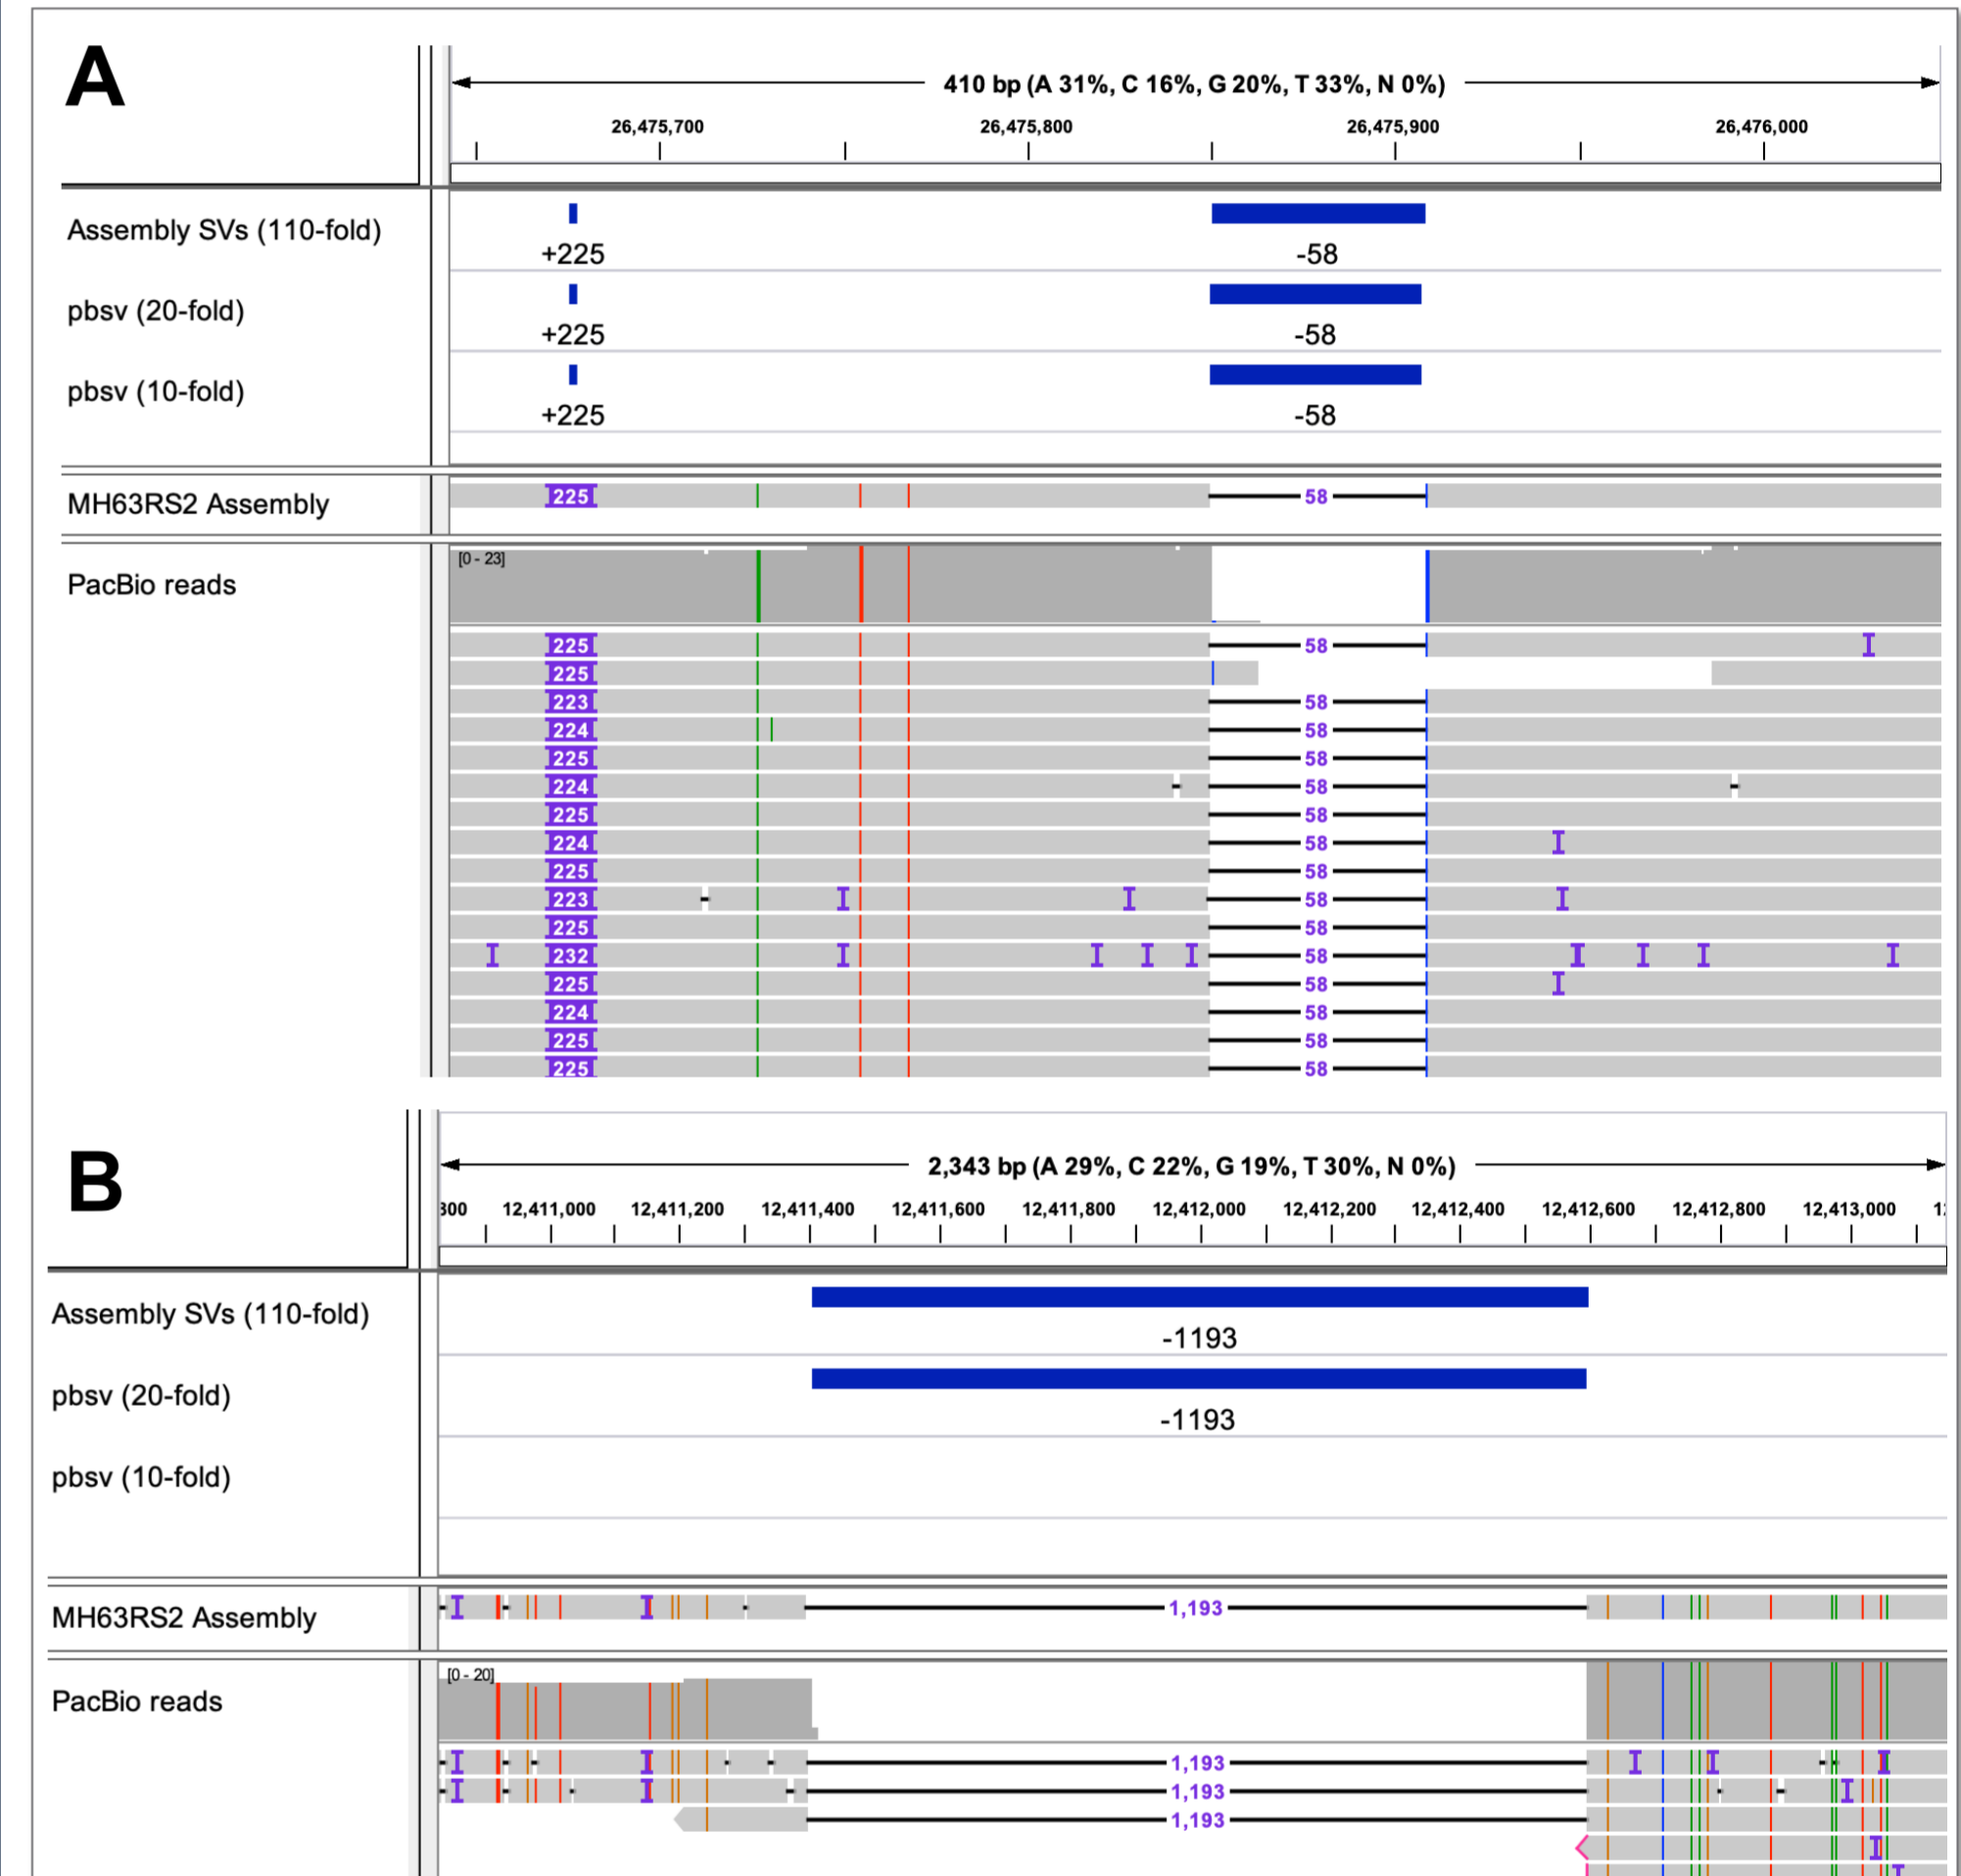 A
410 bp (A 31%, C 16%, G 20%, T 33%, N 0%)
26,475,700 26,475,800 26,475,900 26,476,000
Assembly SVs (110-fold)
+225 -58
pbsv (20-fold)
+225 -58
pbsv (10-fold)
+225 -58
MH63RS2 Assembly 225 58
[0 - 23]
PacBio reads
225 58
225
223 58
224 58
225 58
224 58
225 58
224 58
225 58
223 58
225 58
232 58
225 58
224 58
225 58
225 58
B
2,343 bp (A 29%, C 22%, G 19%, T 30%, N 0%)
300 12,411,000 12,411,200 12,411,400 12,411,600 12,411,800 12,412,000 12,412,200 12,412,400 12,412,600 12,412,800 12,413,000
Assembly SVs (110-fold)
-1193
pbsv (20-fold)
-1193
pbsv (10-fold)
MH63RS2 Assembly 1,193
[0 - 20]
PacBio reads
1,193
1,193
1,193